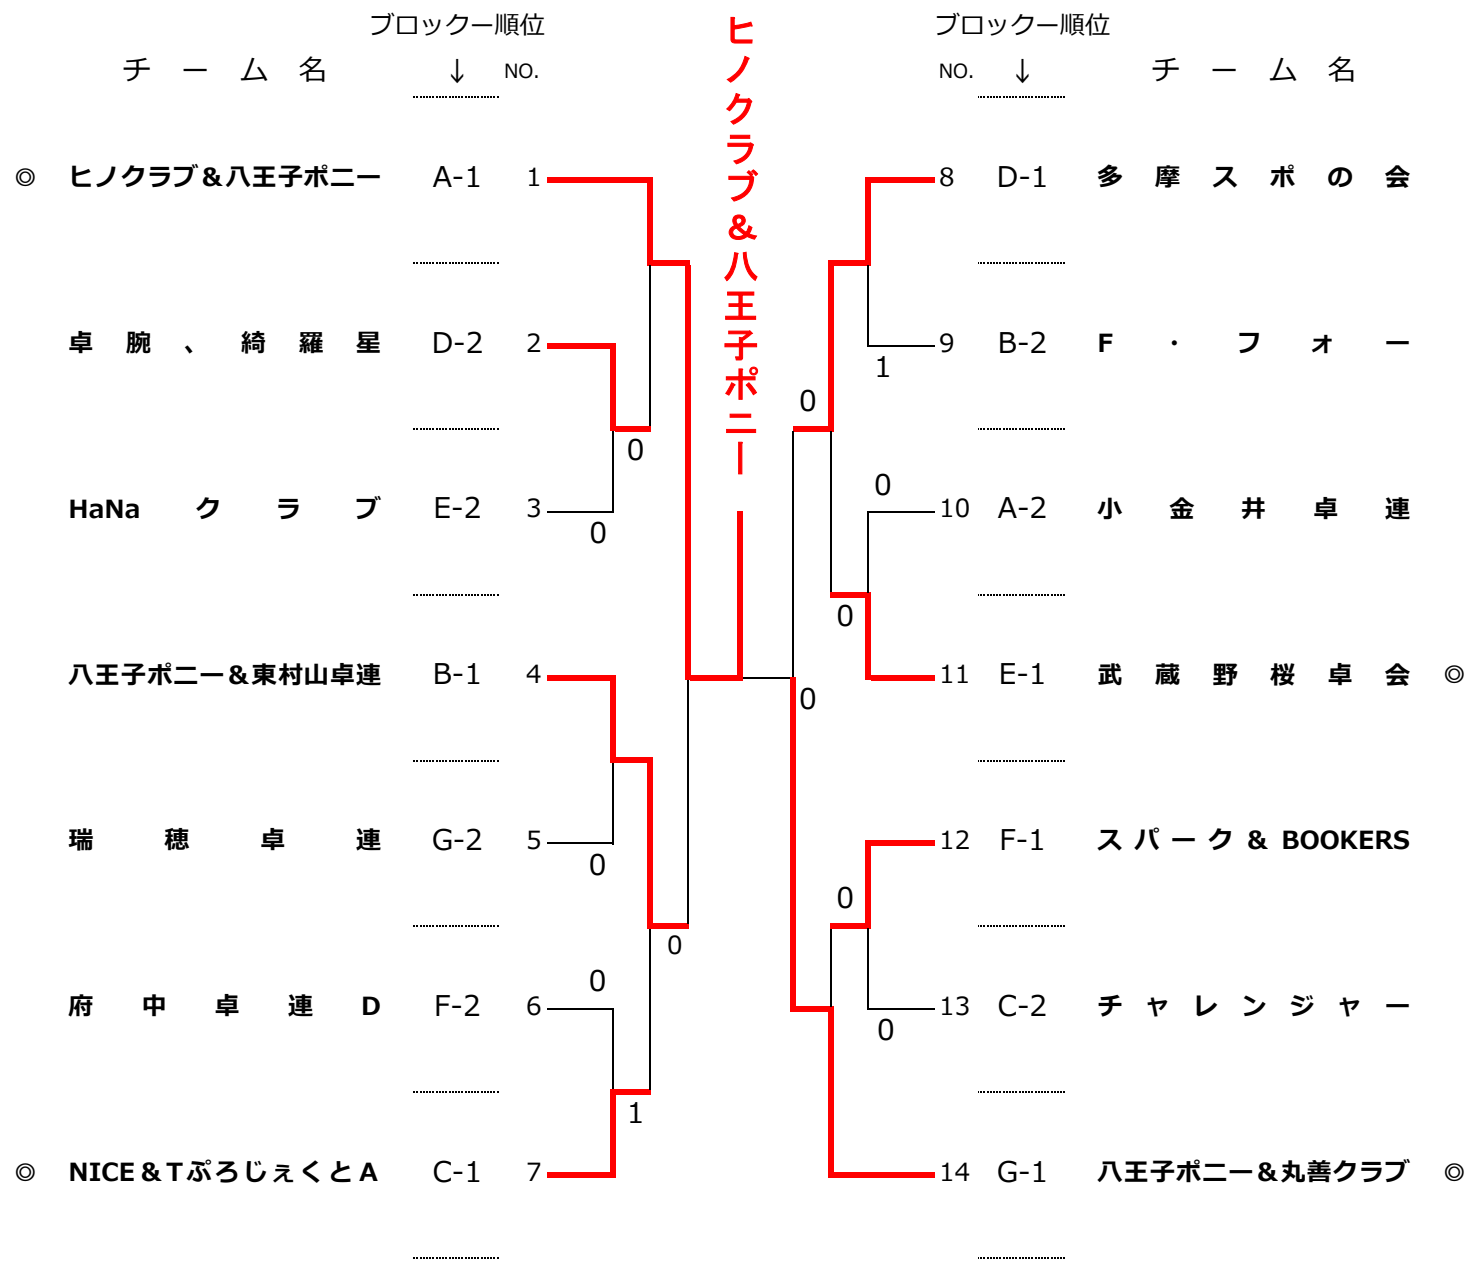 ブロックー順位 ブロックー順位
チーム名 ↓ NO. NO. ↓ チーム名
ヒノクラブ&八王子ポニー
◎ ヒノクラブ&八王子ポニー A-1 1 8 D-1 多摩スポの会
卓腕、綺羅星 D-2 2 9 B-2 F・フォー
1
0
0
0
HaNaクラブ E-2 3 10 A-2 小金井卓連
0
0
八王子ポニー&東村山卓連 B-1 4 11 E-1 武蔵野桜卓会 ◎
0
瑞穂卓連 G-2 5 12 F-1 スパーク& BOOKERS
0
0
0
0
府中卓連D F-2 6 13 C-2 チャレンジャー
0
1
◎ NICE&TぷろじぇくとA C-1 7 14 G-1 八王子ポニー&丸善クラブ ◎